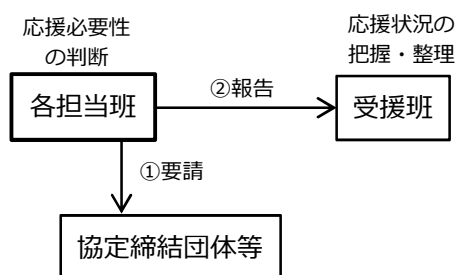 応援必要性
の判断
応援状況の
把握・整理
各担当班
②報告
受援班
①要請
協定締結団体等